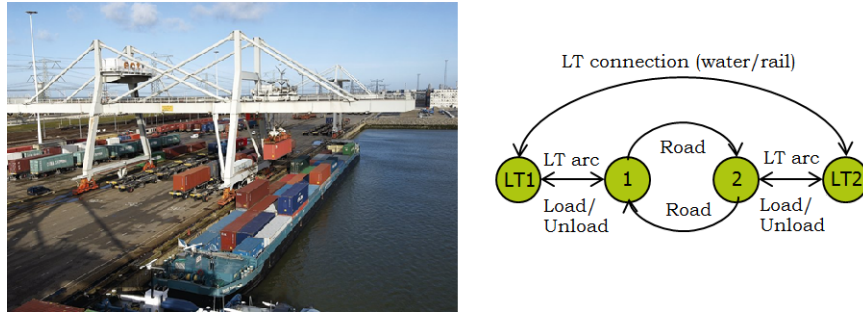 LT connection (water/rail)
LT arc
Road
LT arc
LT1
1
2
LT2
Load/
Unload
Road
Load/
Unload